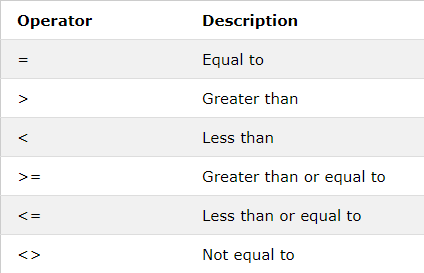 Operator Description
= Equal to
> Greater than
< Less than
>= Greater than or equal to
<= Less than or equal to
<> Not equal to